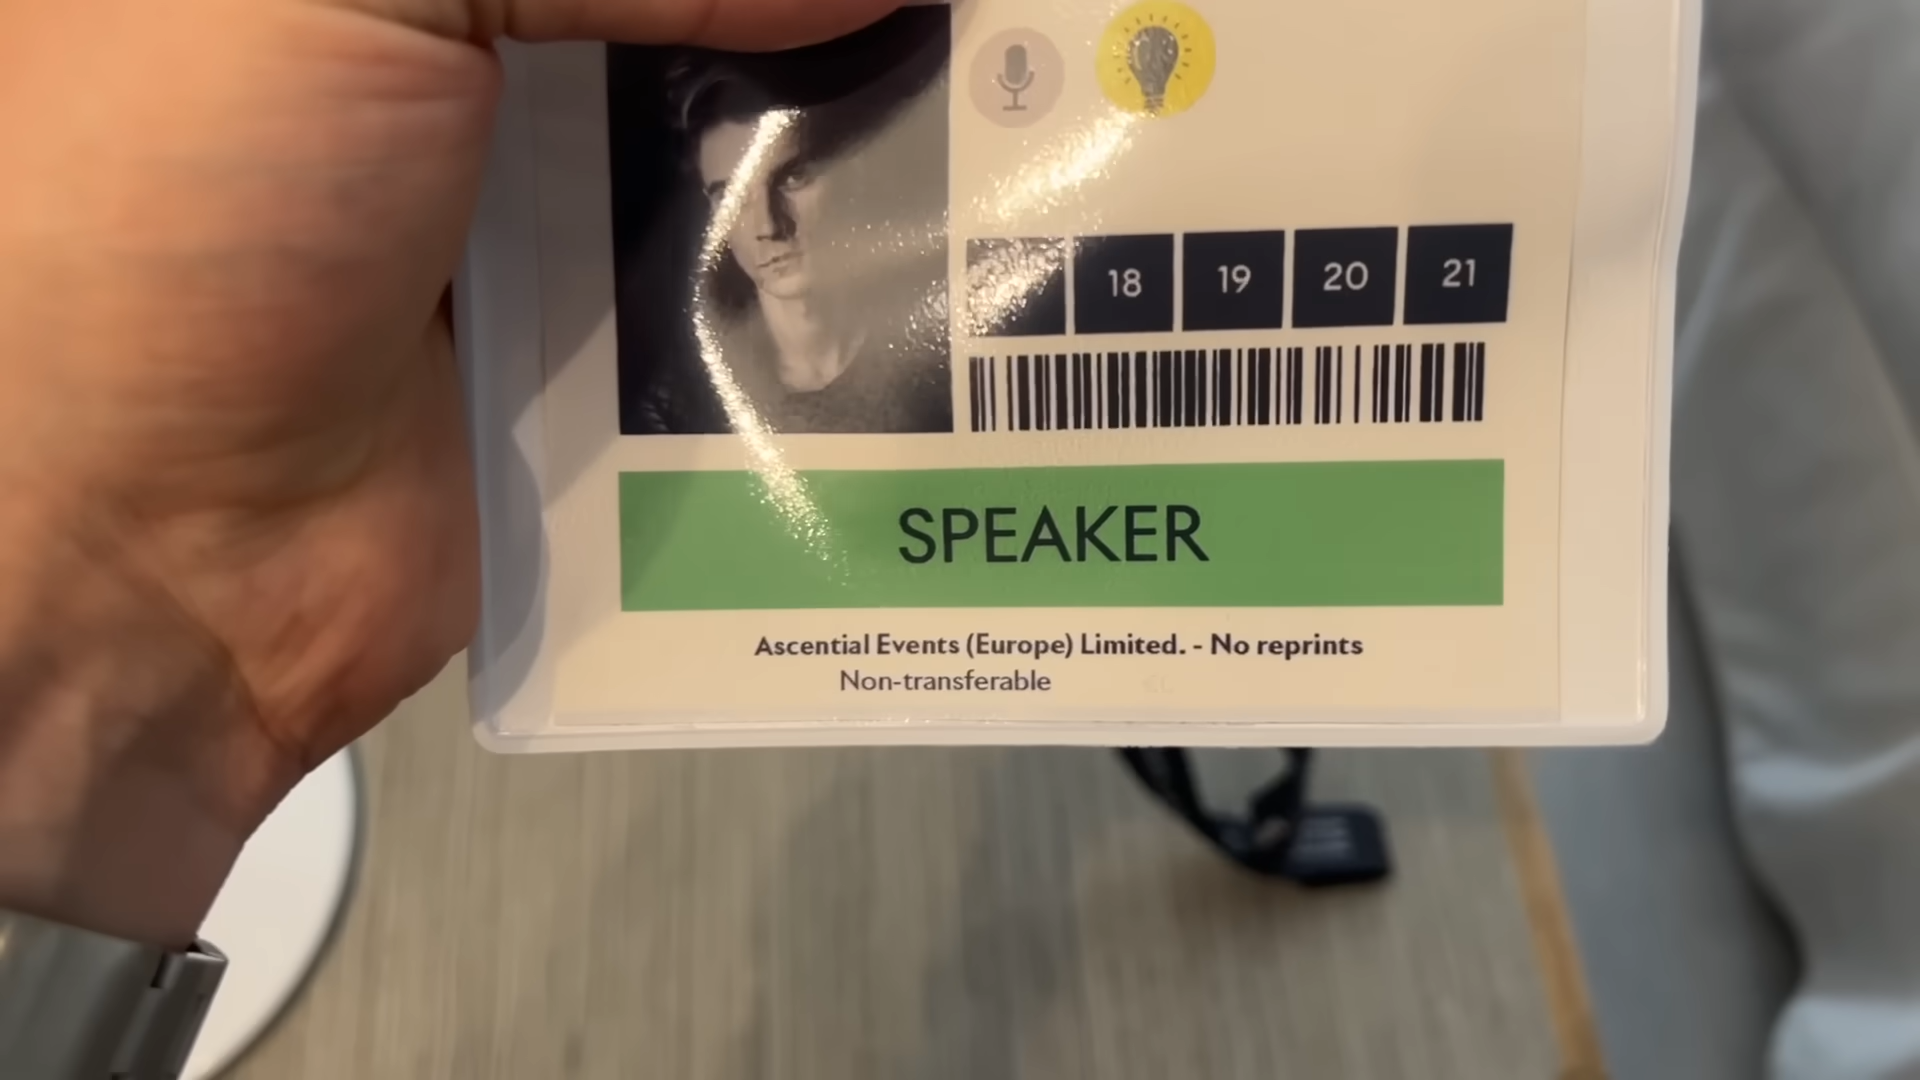 18 19 20 21
SPEAKER
Ascential Events (Europe) Limited. - No reprints
Non-transferable